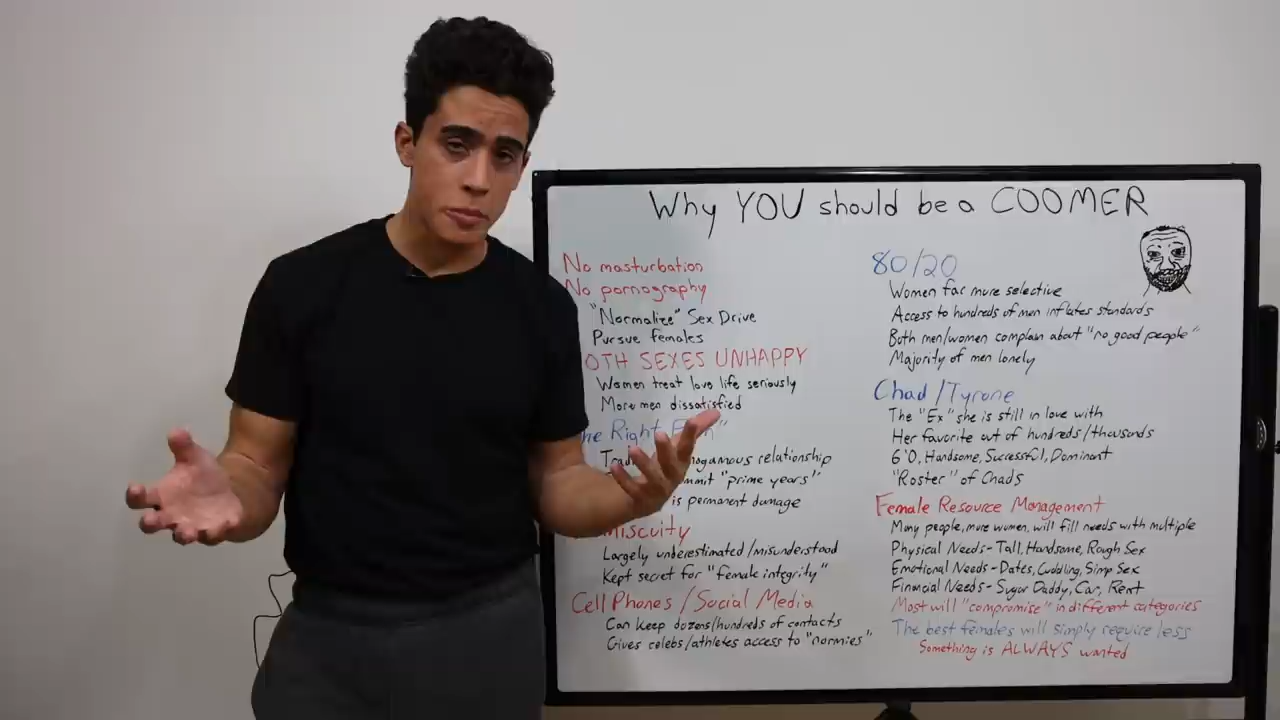 Why YOU should be a COOMER
No masturbation
No pornography
"Normalize" Sex Drive
Pursue females
OTH SEXES UNHAPPY
Women treat love life seriously
More men dissatisfied
he Right
relationship
"prime years"
is permanent damage
miscuity
Largely underestimated/misunderstood
Kept secret for "female integrity"
Cell Phones / Social Media
Can keep dozens/hundreds of contacts
Gives celebs/athletes access to "normies"
80/20
Women far more selective
Access to hundreds of men inflates standards
Both men/women complain about "no good people"
Majority of men lonely
Chad/Tyrone
The "Ex" she is still in love with
Her favorite out of hundreds/thousands
6'0, Handsome, Successful, Dominant
"Roster" of Chads
Female Resource Management
Many people, more women, will fill needs with multiple
Physical Needs- Tall, Handsome, Rough Sex
Emotional Needs- Dates, Cuddling, Simp Sex
Financial Needs- Sugar Daddy, Car, Rent
Most will "compromise" in different categories
The best females will simply require less
Something is ALWAYS wanted